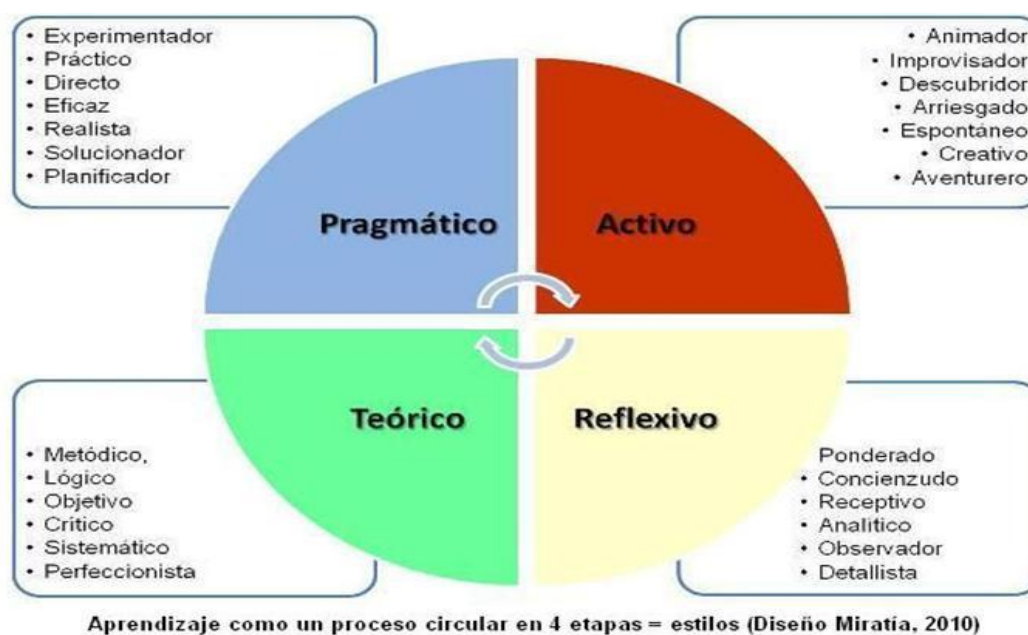 • Experimentador
• Práctico
• Directo
• Eficaz
• Realista
• Solucionador
• Planificador
• Animador
• Improvisador
• Descubridor
• Arriesgado
• Espontáneo
• Creativo
• Aventurero
Pragmático
Activo
Teórico
Reflexivo
• Metódico,
• Lógico
• Objetivo
• Crítico
• Sistemático
• Perfeccionista
Ponderado
• Concienzudo
• Receptivo
• Analítico
• Observador
• Detallista
Aprendizaje como un proceso circular en 4 etapas = estilos (Diseño Miratía, 2010)